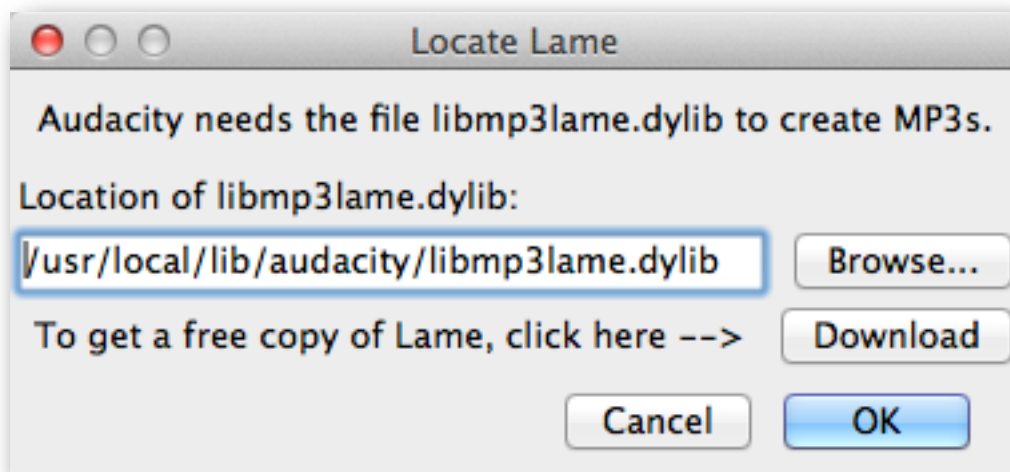 Locate Lame
Audacity needs the file libmp3lame.dylib to create MP3s.
Location of libmp3lame.dylib:
/usr/local/lib/audacity/libmp3lame.dylib Browse...
To get a free copy of Lame, click here --> Download
Cancel OK